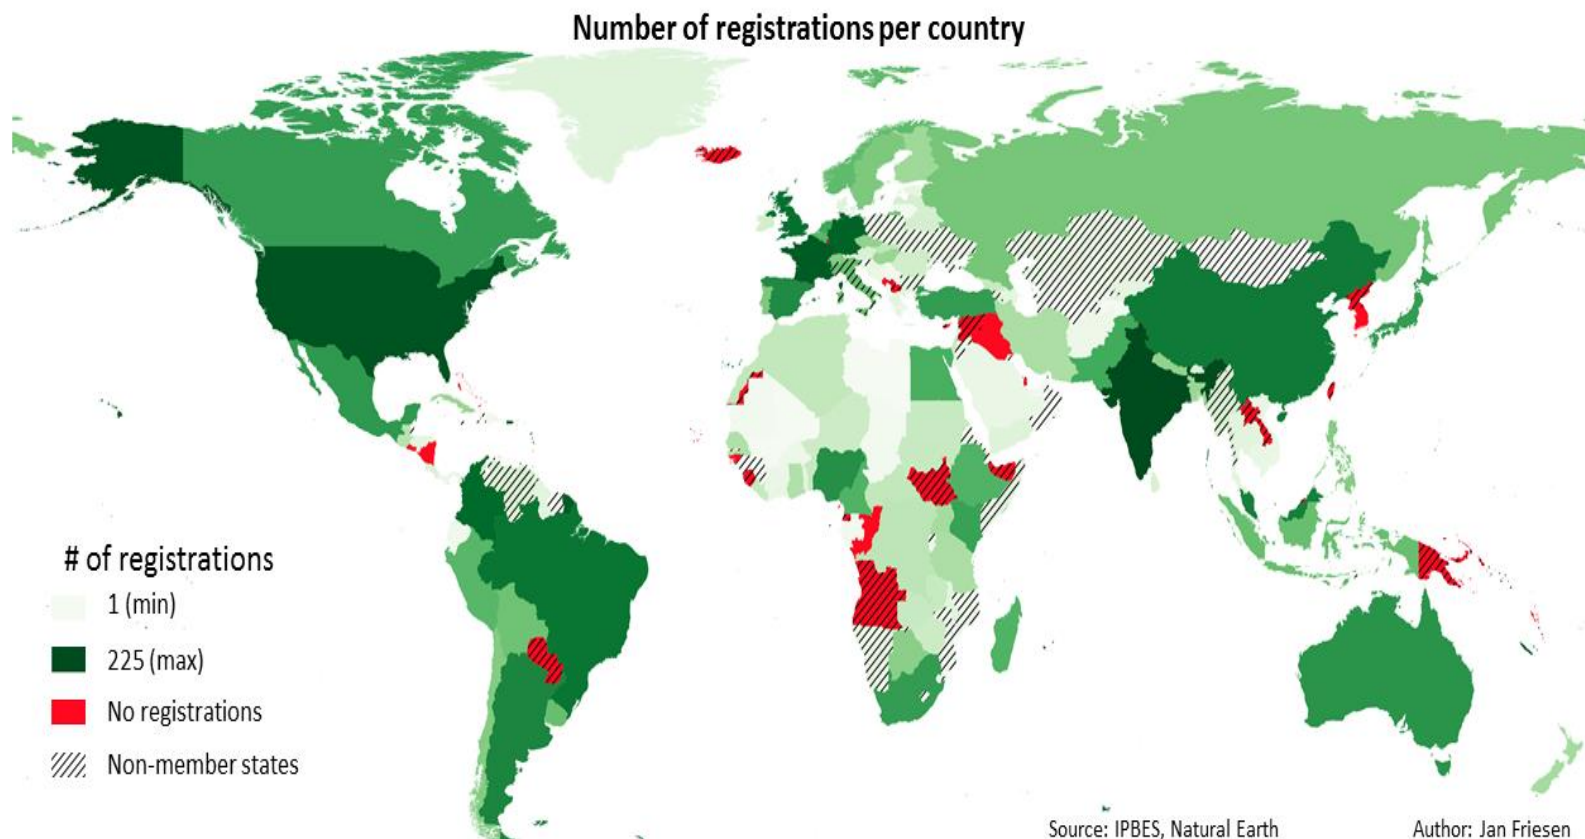 Number of registrations per country
# of registrations
1 (min)
225 (max)
No registrations
Non-member states
Source: IPBES, Natural Earth
Author: Jan Friesen